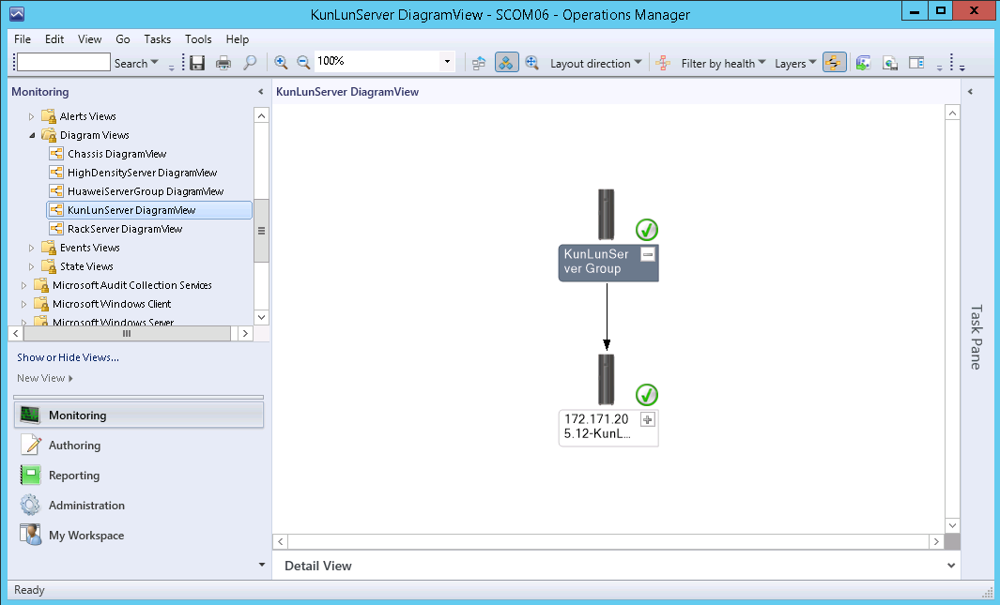 KunLunServer DiagramView - SCOM06 - Operations Manager
File Edit View Go Tasks Tools Help
Search 100% Layout direction Filter by health Layers
Monitoring
KunLunServer DiagramView
Alerts Views
Diagram Views
Chassis DiagramView
HighDensityServer DiagramView
HuaweiServerGroup DiagramView
KunLunServer DiagramView
RackServer DiagramView
Events Views
State Views
Microsoft Audit Collection Services
Microsoft Windows Client
Microsoft Windows Server
Show or Hide Views...
New View
Monitoring
Authoring
Reporting
Administration
My Workspace
KunLunSer
ver Group
172.171.20
5.12-KunL...
Task Pane
Detail View
Ready